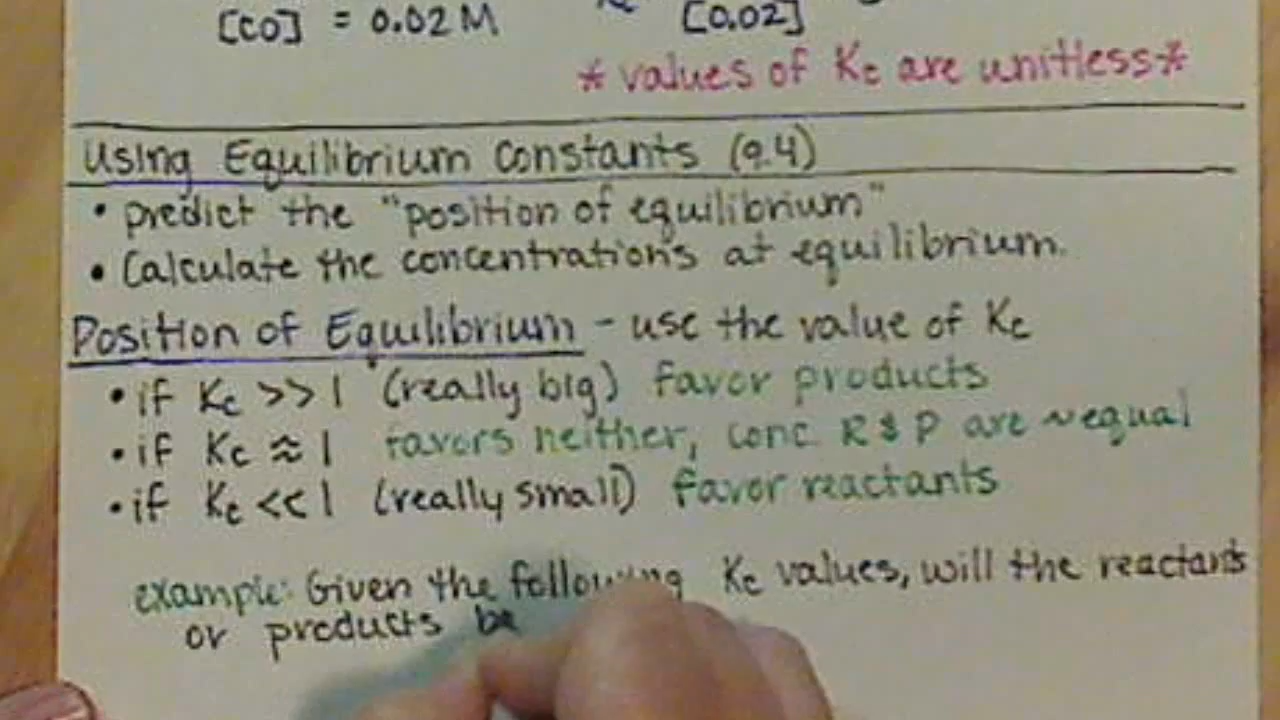 [CO] = 0.02 M
[0.02]
* values of Kc are unitless *
Using Equilibrium Constants (9.4)
• predict the "position of equilibrium"
• Calculate the concentrations at equilibrium.
Position of Equilibrium - use the value of Kc
• if Kc >> 1 (really big) favor products
• if Kc ≈ 1 favors neither, conc. R & P are ~equal
• if Kc << 1 (really small) favor reactants
example: Given the following Kc values, will the reactants
or products be